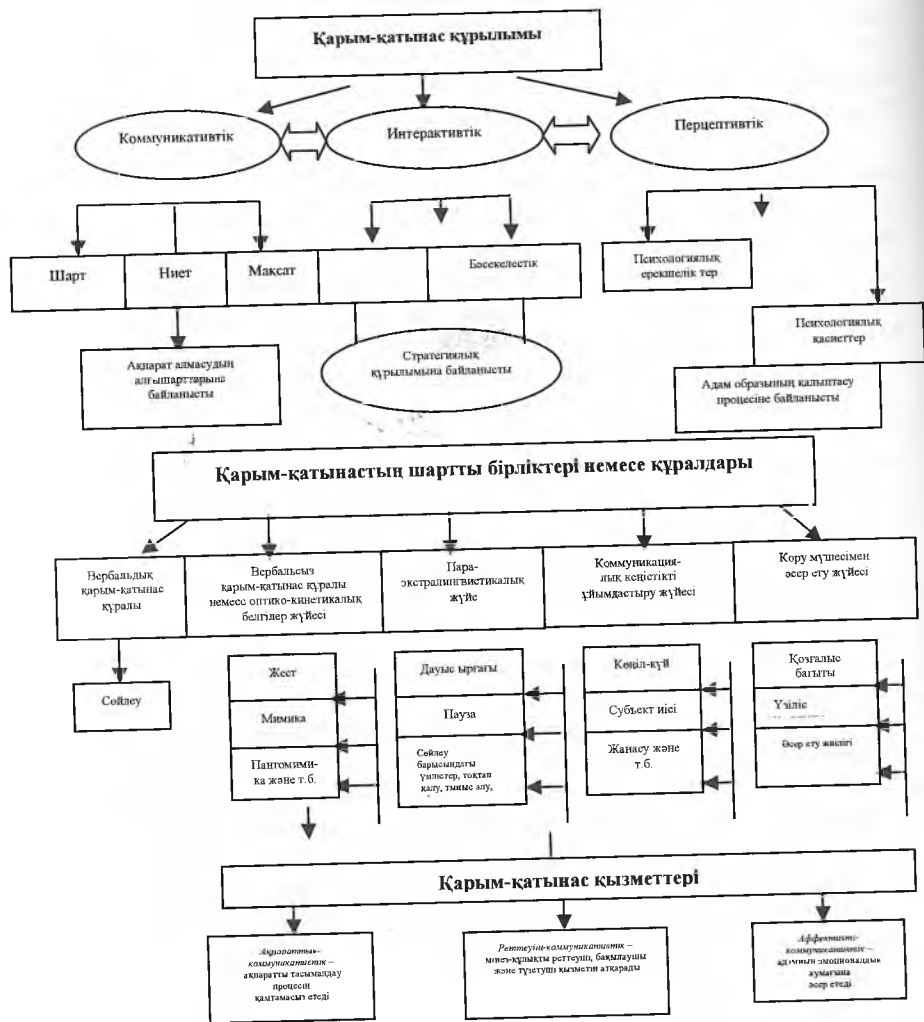 Қарым-қатынас құрылымы
Коммуникативтік
Интерактивтік
Перцептивтік
Шарт
Ниет
Мақсат
Бәсекелестік
Психологиялық
ерекшелік тер
Психологиялық
қасиеттер
Ақпарат алмасудың
алғышарттарына
байланысты
Стратегиялық
құрылымына байланысты
Адам образының қалыптасу
процесіне байланысты
Қарым-қатынастың шартты бірліктері немесе құралдары
Вербальдық
қарым-қатынас
құралы
Вербальсыз
қарым-қатынас құралы
немесе оптико-кинетикалық
белгілер жүйесі
Пара-
экстралингвистикалық
жүйе
Коммуникация-
лық кеңістікті
ұйымдастыру жүйесі
Кору мүшесімен
әсер ету жүйесі
Сөйлеу
Жест
Мимика
Пантомими-
ка және т.б.
Дауыс ырғағы
Пауза
Сөйлеу
барысындағы
үзілістер, тоқтап
қалу, тыныс алу,
Көңіл-күй
Субъект иісі
Жанасу және
т.б.
Қозғалыс
бағыты
Үзіліс
Әсер ету жиілігі
Қарым-қатынас қызметтері
Ақпараттық-
коммуникативтік –
ақпаратты тасымалдау
процесін
қамтамасыз етеді
Реттеуіш-коммуникативтік –
мінез-құлықты реттеуші, бақылаушы
және түзетуші қызметін атқарады
Аффективті-
коммуникативтік –
адамның эмоционалдық
аумағына
әсер етеді